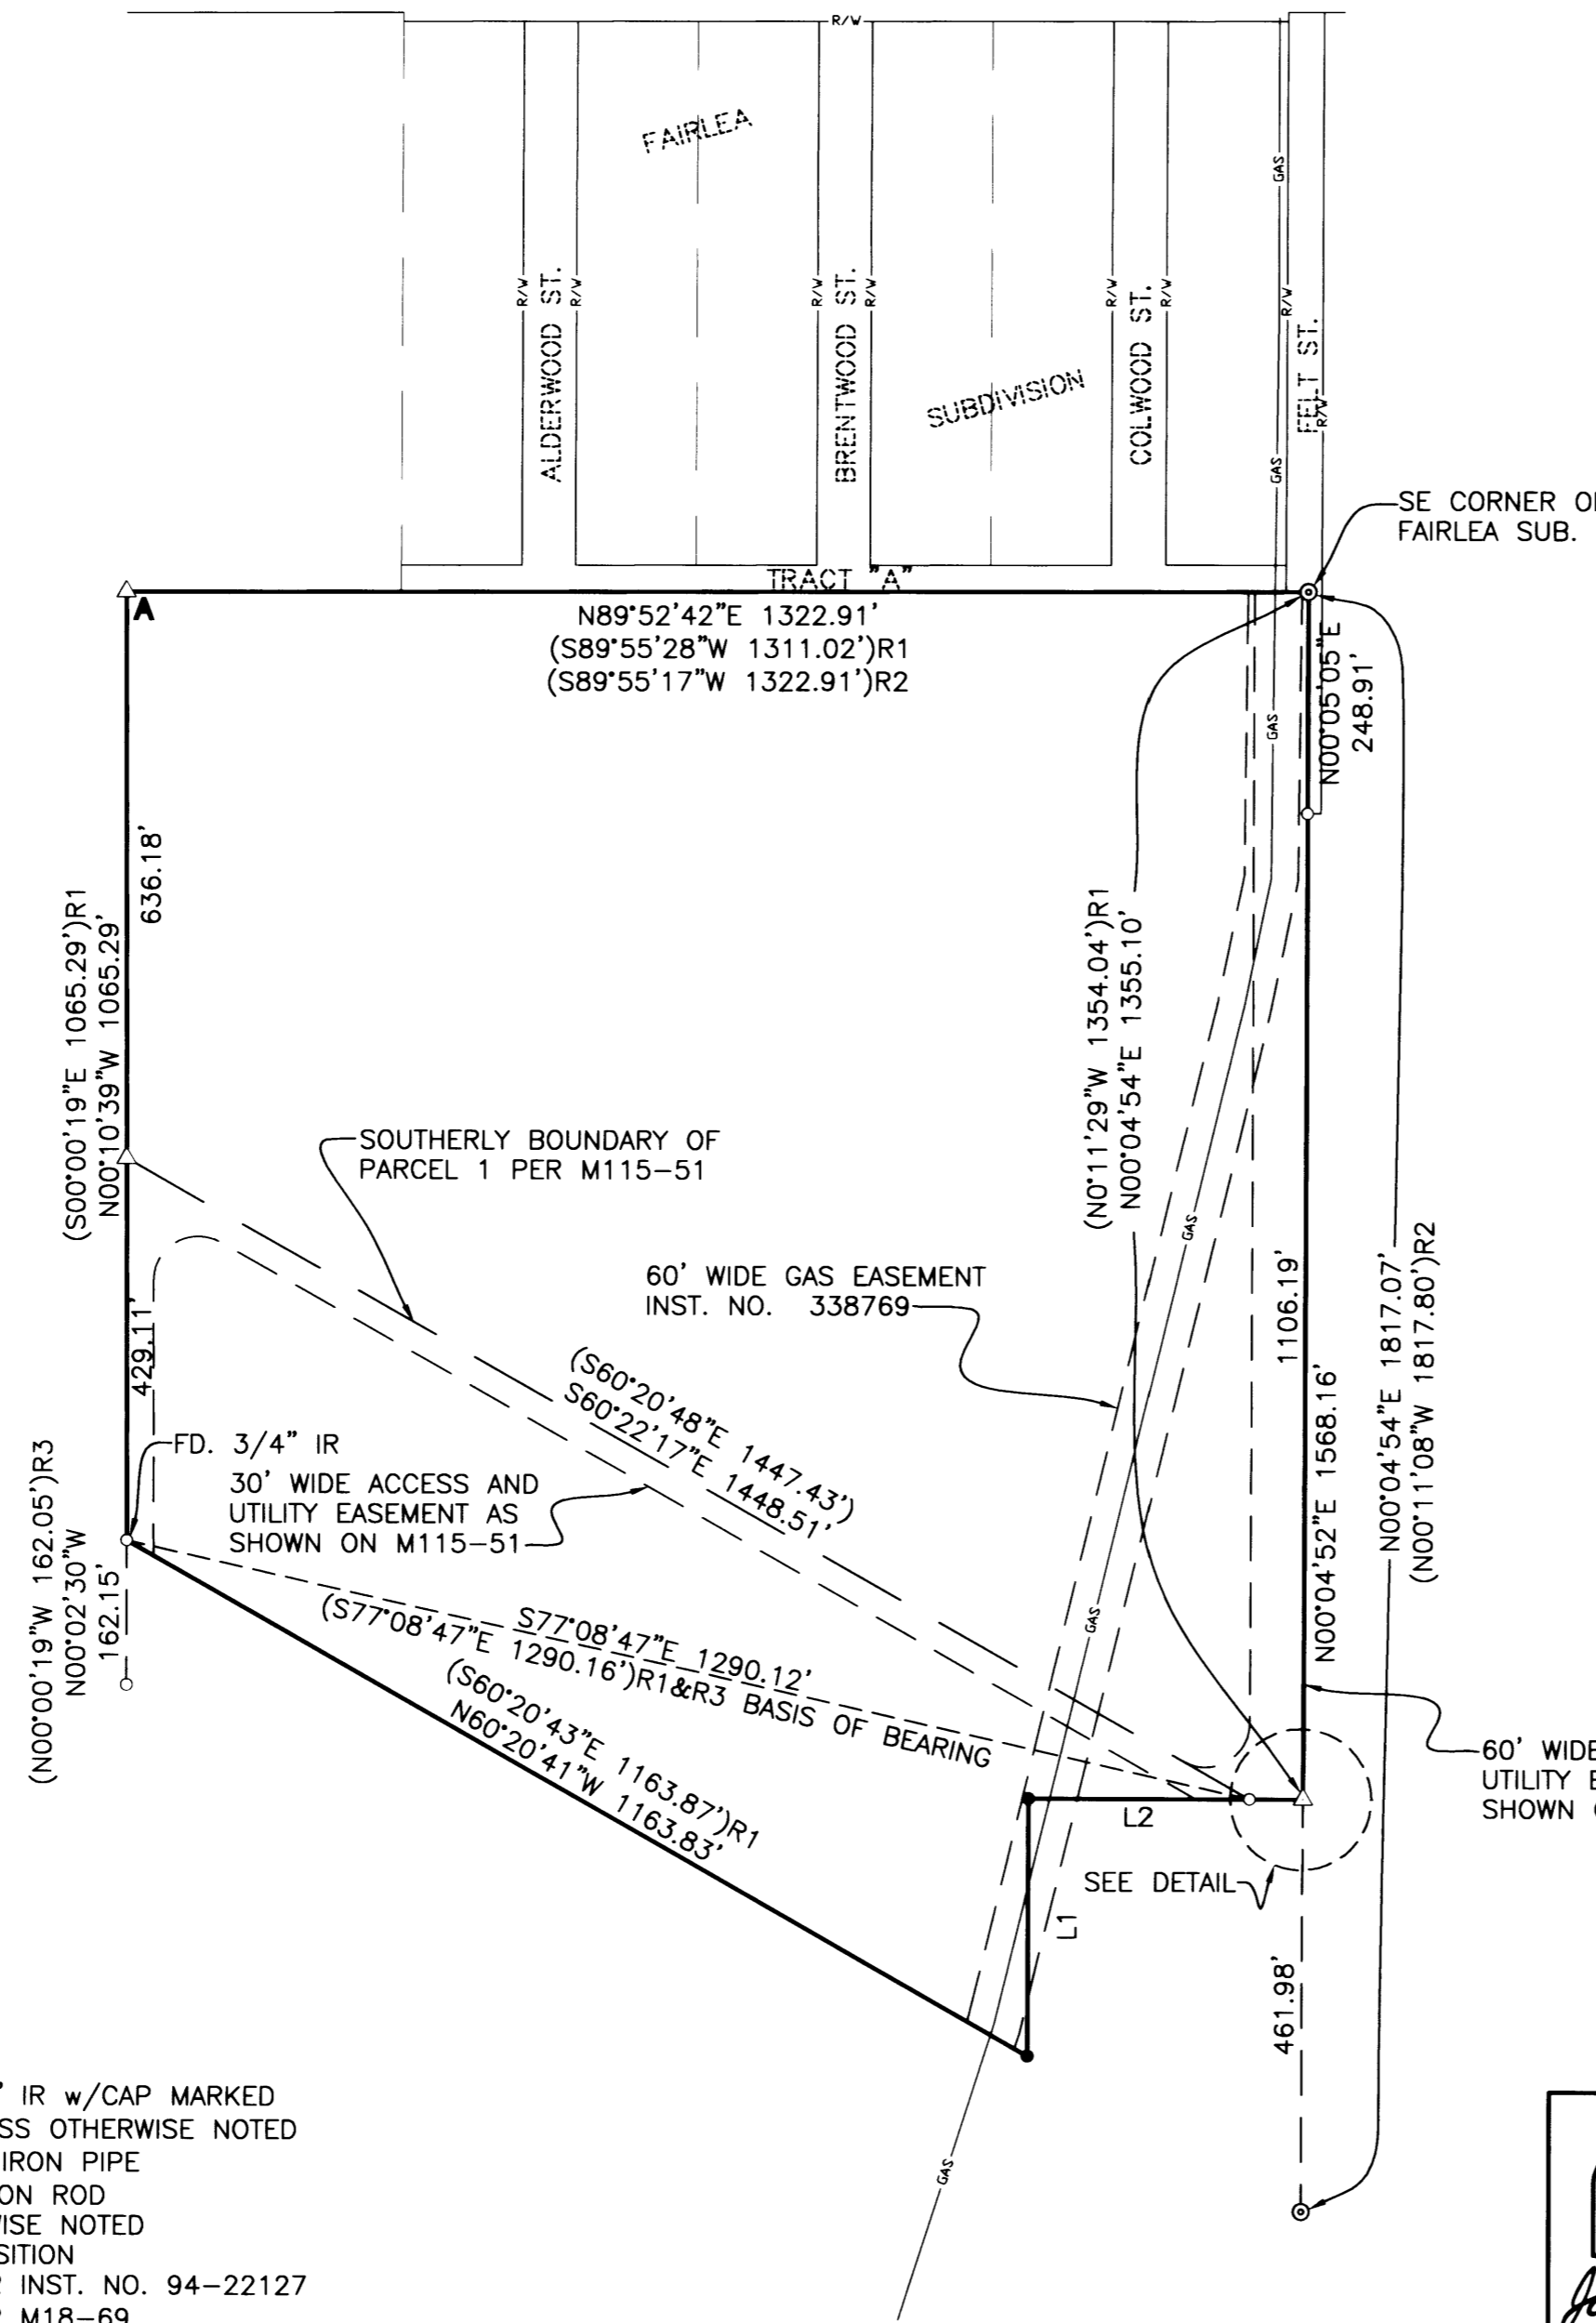 R/W
FAIRLEA
GAS
R/W
R/W
R/W
R/W
R/W
R/W
R/W
ALDERWOOD ST.
BRENTWOOD ST.
COLWOOD ST.
FELT ST.
R/W
SUBDIVISION
GAS
SE CORNER O
FAIRLEA SUB.
TRACT "A"
A
N89°52'42"E 1322.91'
(S89°55'28"W 1311.02')R1
(S89°55'17"W 1322.91')R2
N00°05'05"E
248.91'
GAS
636.18'
(S00°00'19"E 1065.29')R1
N00°10'39"W 1065.29'
(N0°11'29"W 1354.04')R1
N00°04'54"E 1355.10'
SOUTHERLY BOUNDARY OF
PARCEL 1 PER M115-51
GAS
60' WIDE GAS EASEMENT
INST. NO. 338769
1106.19'
N00°04'52"E 1568.16'
N00°04'54"E 1817.07'
(N00°11'08"W 1817.80')R2
429.11'
(S60°20'48"E 1447.43')
S60°22'17"E 1448.51'
FD. 3/4" IR
30' WIDE ACCESS AND
UTILITY EASEMENT AS
SHOWN ON M115-51
(N00°00'19"W 162.05')R3
N00°02'30"W
162.15'
GAS
S77°08'47"E 1290.12'
(S77°08'47"E 1290.16')R1&R3 BASIS OF BEARING
(S60°20'43"E 1163.87')R1
N60°20'41"W 1163.83'
60' WIDE
UTILITY E
SHOWN
L2
SEE DETAIL
L1
461.98'
GAS
' IR w/CAP MARKED
SS OTHERWISE NOTED
IRON PIPE
ON ROD
WISE NOTED
SITION
R INST. NO. 94-22127
R M18-69